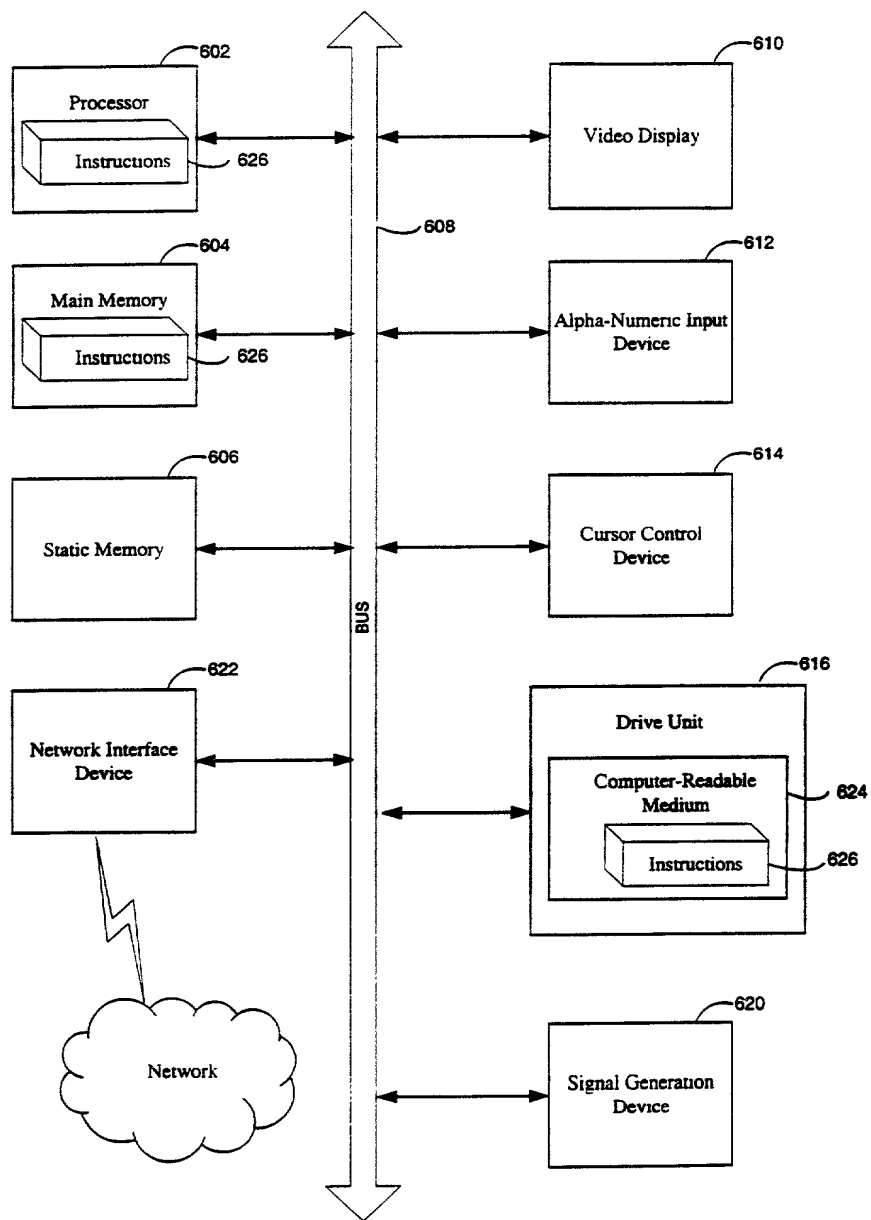 602
Processor
Instructions
626
604
Main Memory
Instructions
626
606
Static Memory
622
Network Interface
Device
Network
608
BUS
610
Video Display
612
Alpha-Numeric Input
Device
614
Cursor Control
Device
616
Drive Unit
Computer-Readable
Medium
624
Instructions
626
620
Signal Generation
Device